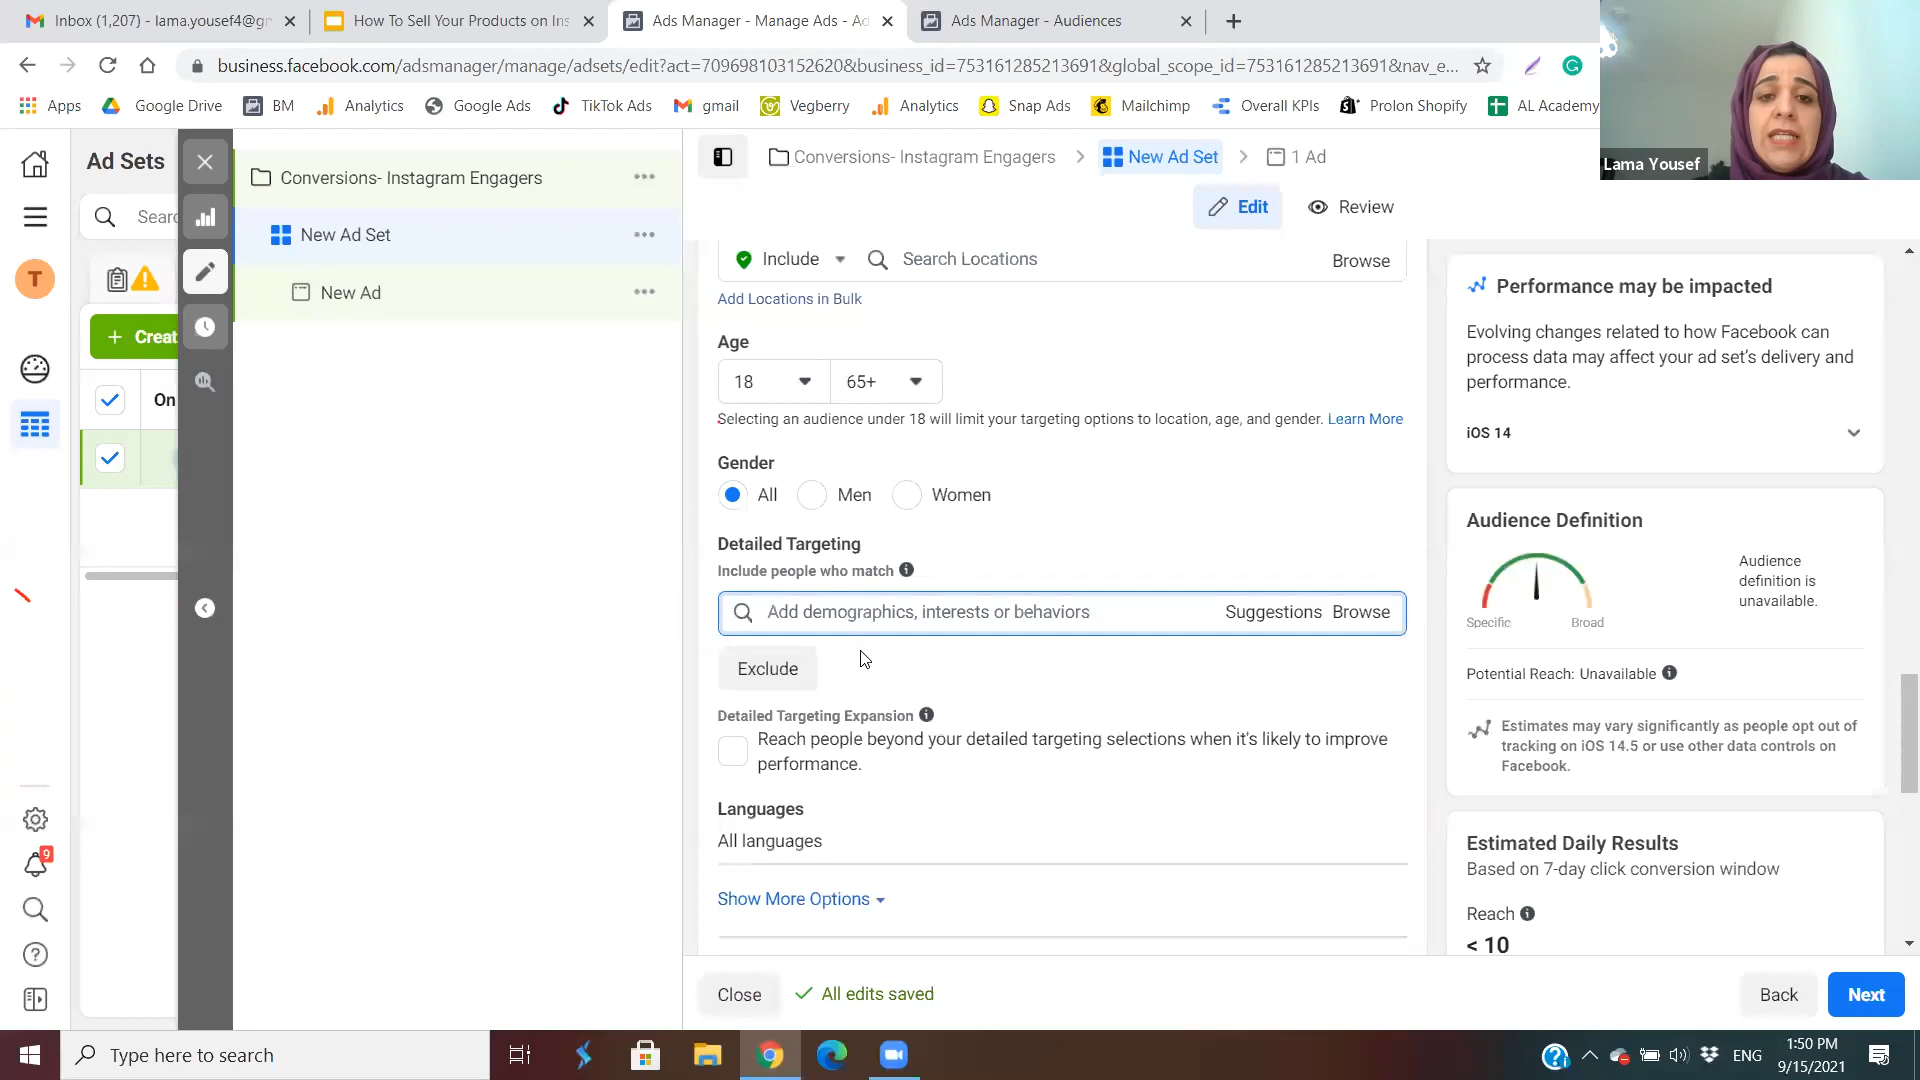 Inbox (1,207) - lama.yousef4@gr
How To Sell Your Products on Ins
Ads Manager - Manage Ads - Ad
Ads Manager - Audiences
business.facebook.com/adsmanager/manage/adsets/edit?act=709698103152620&business_id=753161285213691&global_scope_id=753161285213691&nav_e...
Apps
Google Drive
BM
Analytics
Google Ads
TikTok Ads
gmail
Vegberry
Analytics
Snap Ads
Mailchimp
Overall KPIs
Prolon Shopify
AL Academy
Lama Yousef
Ad Sets
Conversions- Instagram Engagers
New Ad Set
1 Ad
Conversions- Instagram Engagers
Edit
Review
Sear
T
New Ad Set
New Ad
Include
Search Locations
Browse
Add Locations in Bulk
Creat
On
Age
18
65+
Selecting an audience under 18 will limit your targeting options to location, age, and gender. Learn More
Gender
All
Men
Women
Detailed Targeting
Include people who match
Add demographics, interests or behaviors
Suggestions
Browse
Exclude
Detailed Targeting Expansion
Reach people beyond your detailed targeting selections when it's likely to improve
performance.
Languages
All languages
Show More Options
Performance may be impacted
Evolving changes related to how Facebook can
process data may affect your ad set's delivery and
performance.
iOS 14
Audience Definition
Audience
definition is
unavailable.
Specific
Broad
Potential Reach: Unavailable
Estimates may vary significantly as people opt out of
tracking on iOS 14.5 or use other data controls on
Facebook.
Estimated Daily Results
Based on 7-day click conversion window
Reach
< 10
9
Close
All edits saved
Back
Next
Type here to search
ENG
1:50 PM
9/15/2021